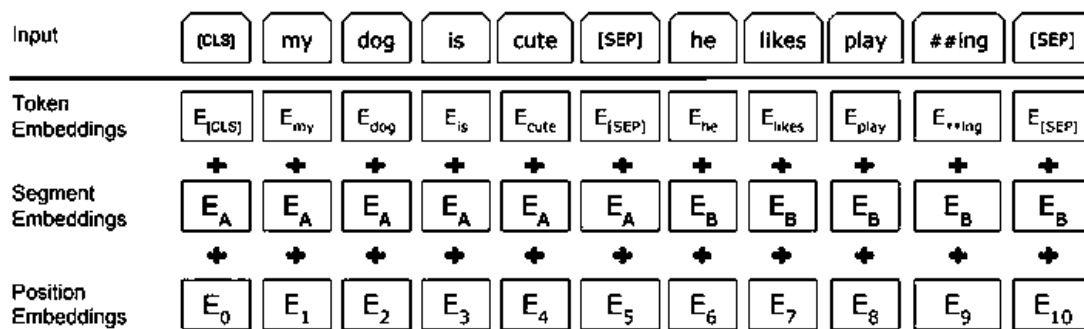 Input [CLS] my dog is cute [SEP] he likes play ##ing [SEP]
Token Embeddings E[CLS] Emy Edog Eis Ecute E[SEP] Ehe Elikes Eplay E**ing E[SEP]
+ + + + + + + + + + +
Segment Embeddings EA EA EA EA EA EA EB EB EB EB EB
+ + + + + + + + + + +
Position Embeddings E0 E1 E2 E3 E4 E5 E6 E7 E8 E9 E10